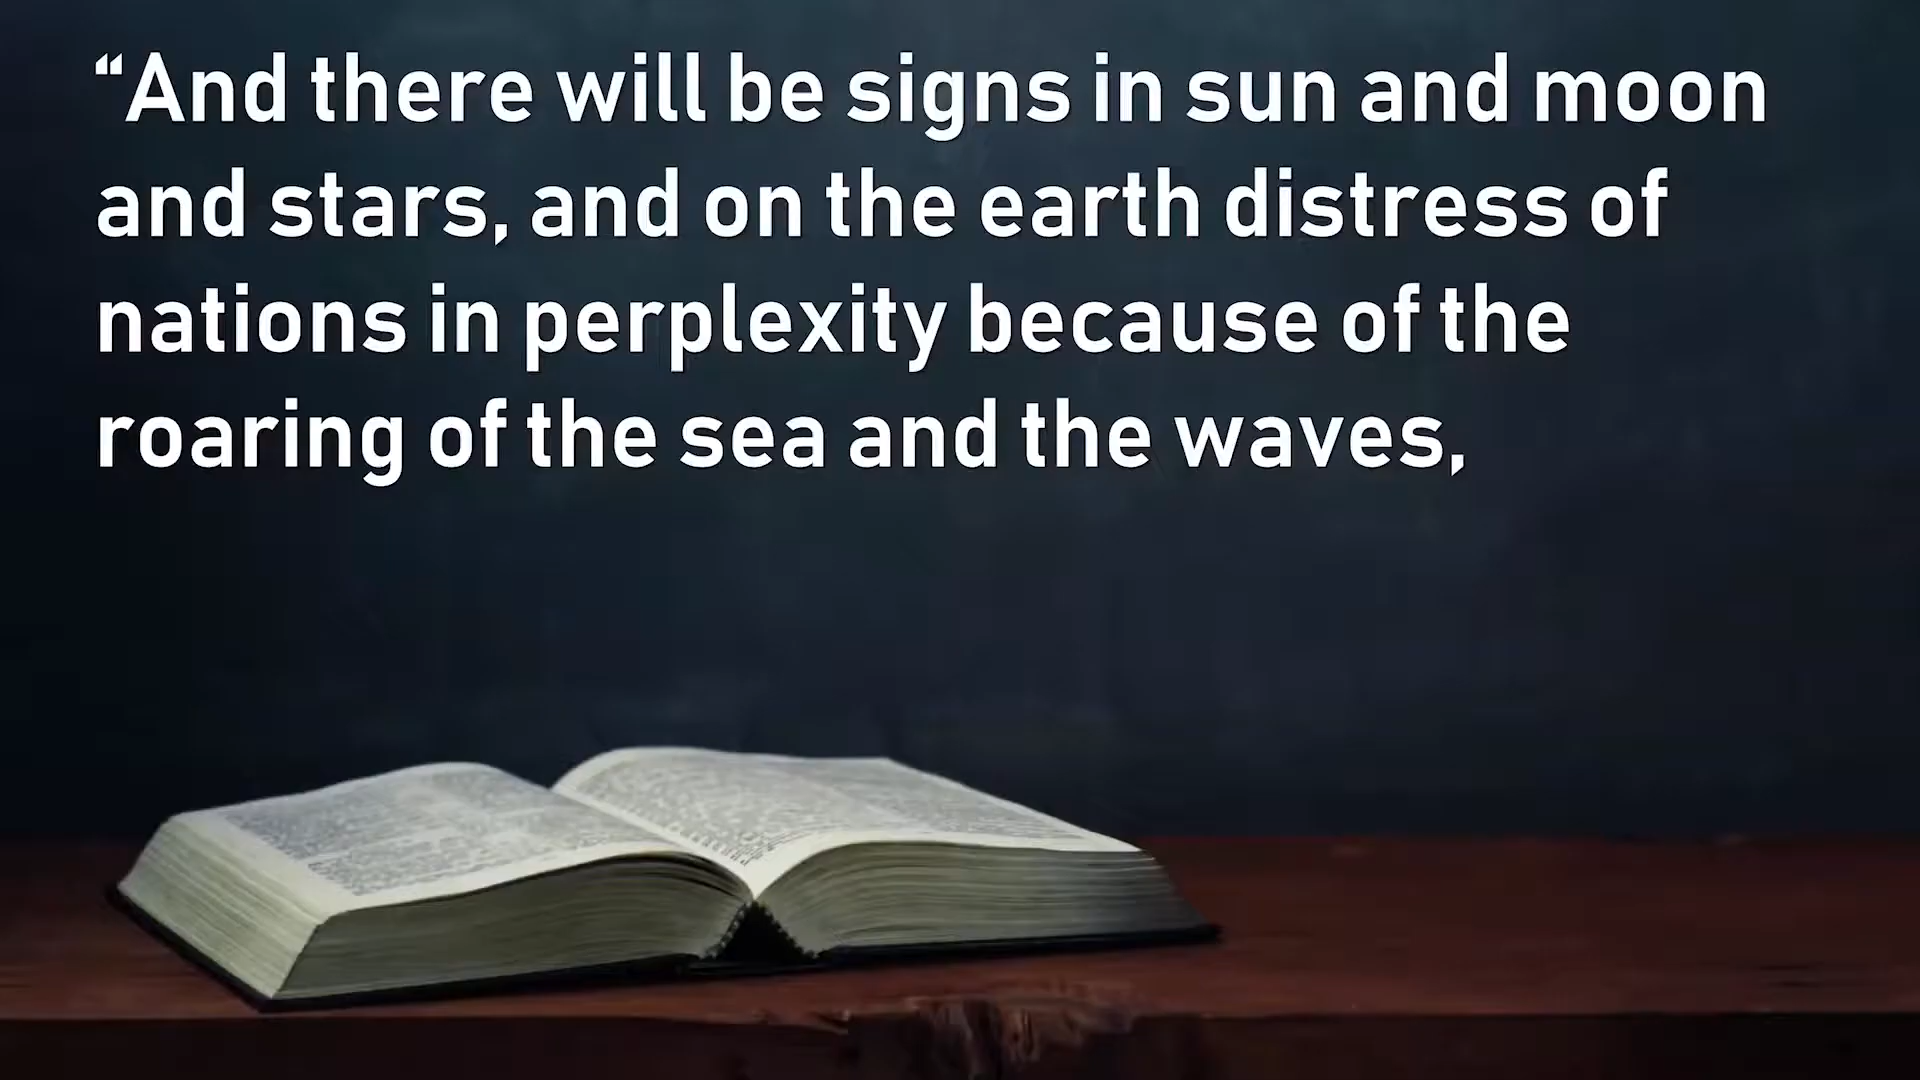 “And there will be signs in sun and moon
and stars, and on the earth distress of
nations in perplexity because of the
roaring of the sea and the waves,